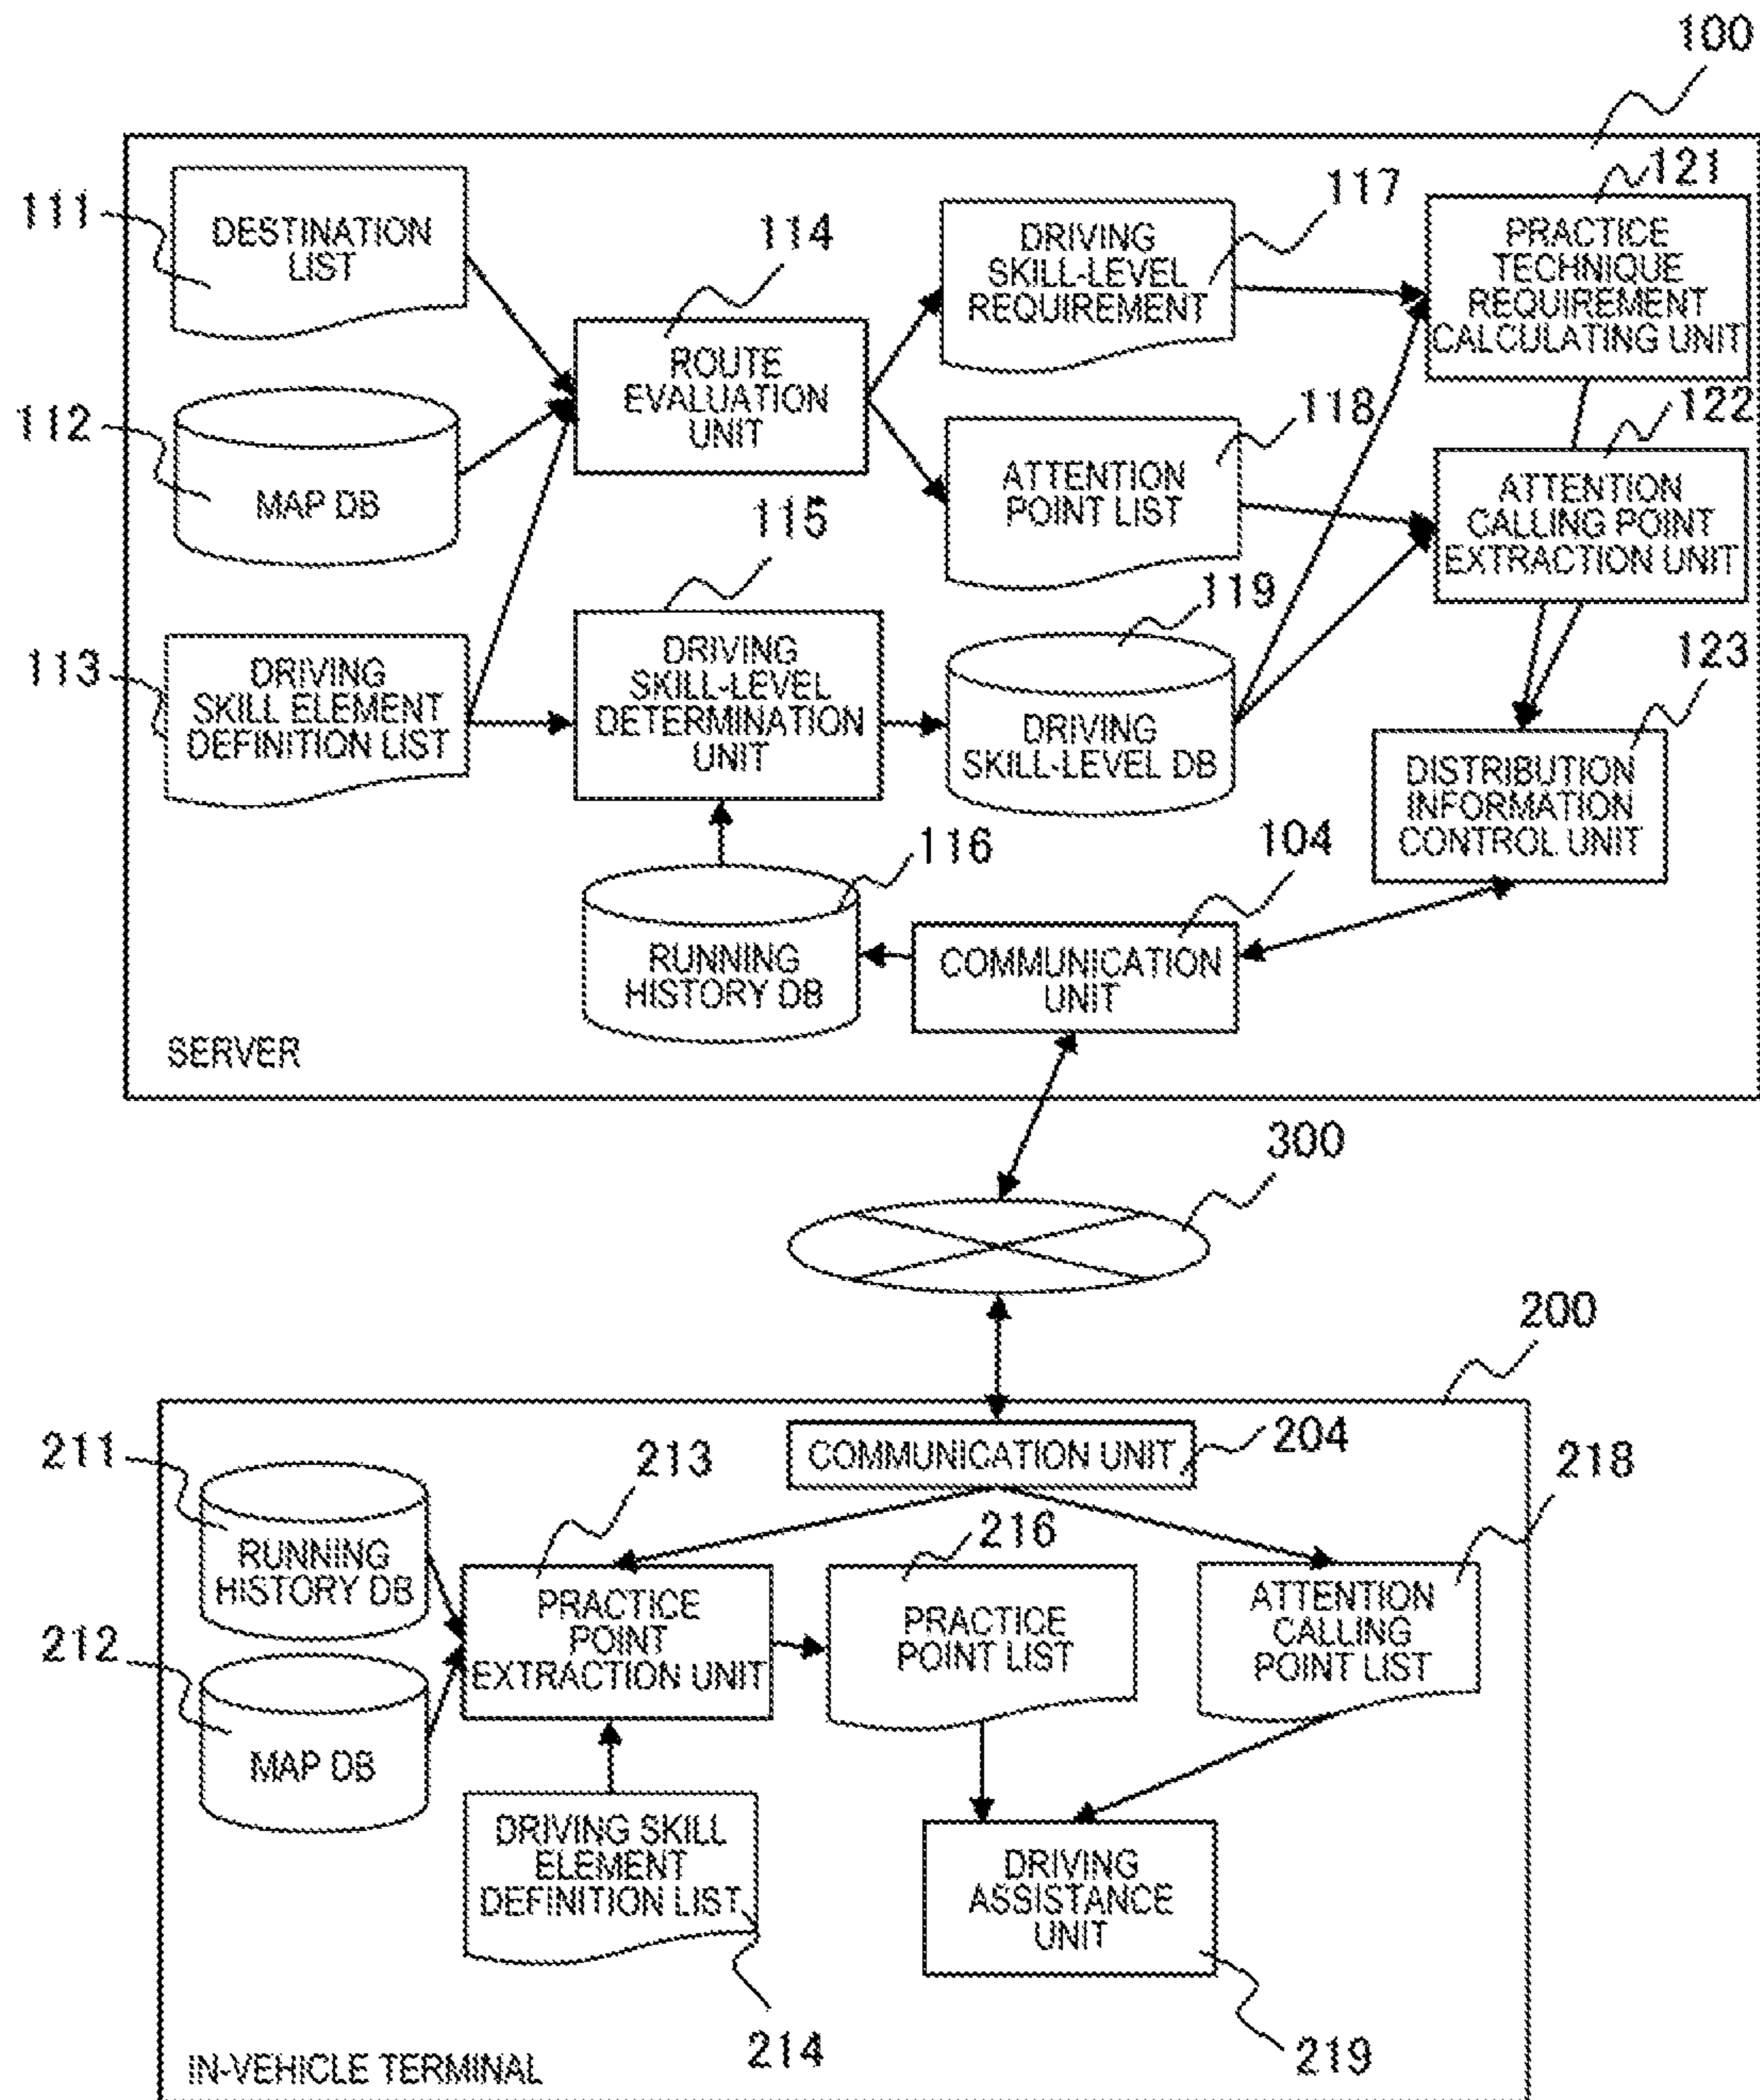 100
111
DESTINATION
LIST
114
DRIVING
SKILL-LEVEL
REQUIREMENT
117
121
PRACTICE
TECHNIQUE
REQUIREMENT
CALCULATING UNIT
112
MAP DB
ROUTE
EVALUATION
UNIT
118
ATTENTION
POINT LIST
122
ATTENTION
CALLING POINT
EXTRACTION UNIT
115
113
DRIVING
SKILL ELEMENT
DEFINITION LIST
DRIVING
SKILL-LEVEL
DETERMINATION
UNIT
119
DRIVING
SKILL-LEVEL DB
123
DISTRIBUTION
INFORMATION
CONTROL UNIT
116
RUNNING
HISTORY DB
104
COMMUNICATION
UNIT
SERVER
300
200
COMMUNICATION UNIT
204
211
RUNNING
HISTORY DB
213
PRACTICE
POINT
EXTRACTION UNIT
216
PRACTICE
POINT LIST
218
ATTENTION
CALLING
POINT LIST
212
MAP DB
DRIVING SKILL
ELEMENT
DEFINITION LIST
214
DRIVING
ASSISTANCE
UNIT
219
IN-VEHICLE TERMINAL